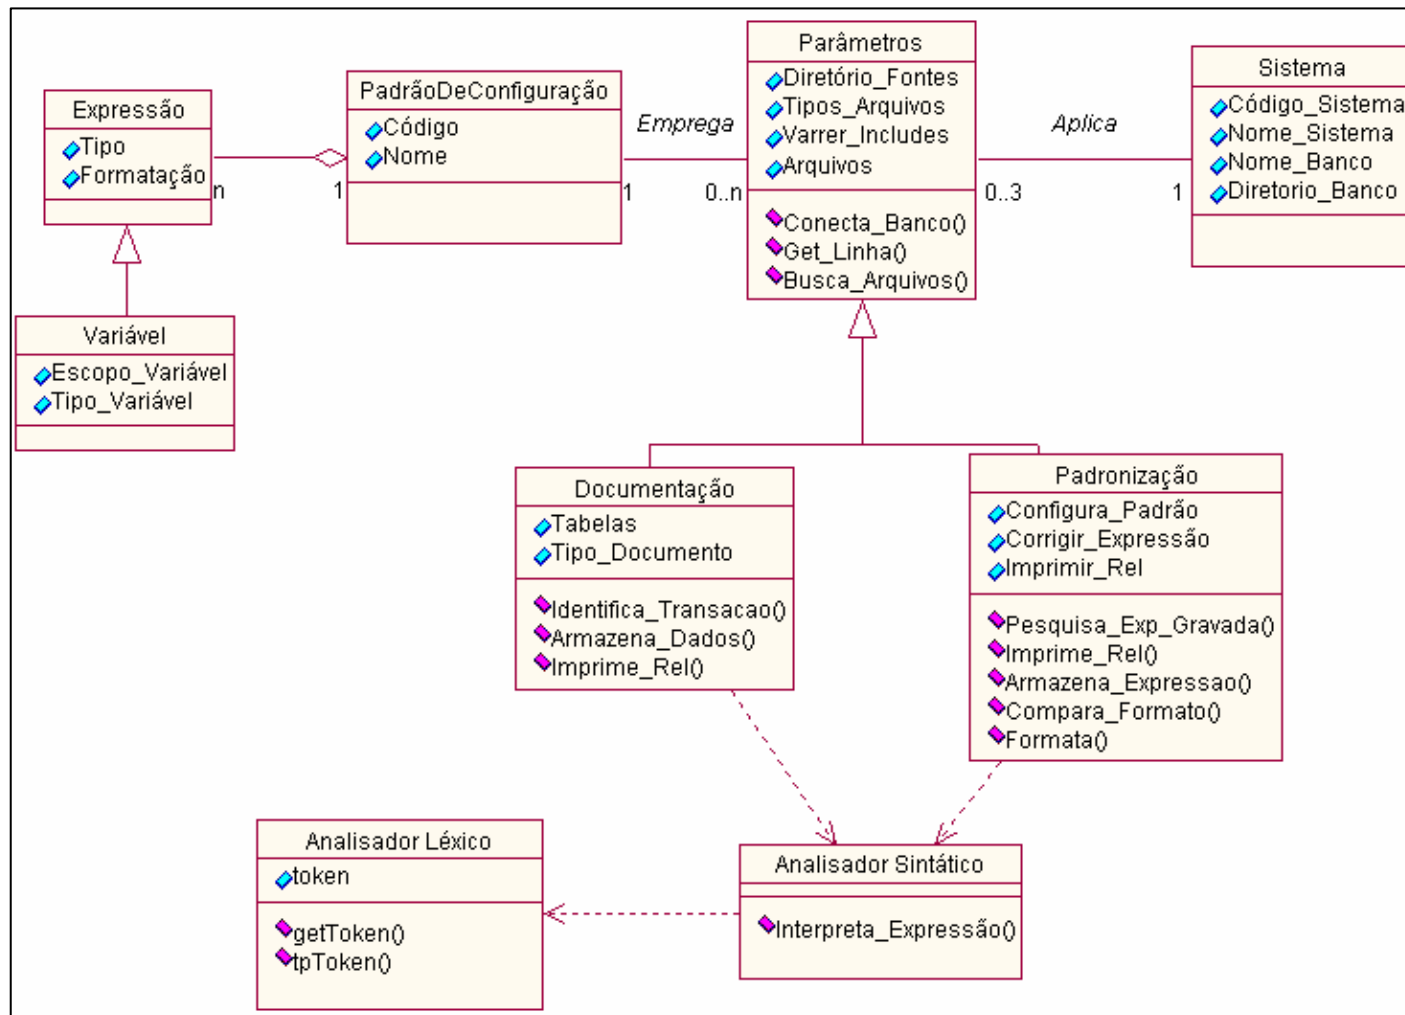 Expressão
Tipo
Formatação
n
1
PadrãoDeConfiguração
Código
Nome
Emprega
1
0..n
Parâmetros
Diretório_Fontes
Tipos_Arquivos
Varrer_Includes
Arquivos
Conecta_Banco()
Get_Linha()
Busca_Arquivos()
Aplica
0..3
1
Sistema
Código_Sistema
Nome_Sistema
Nome_Banco
Diretorio_Banco
Variável
Escopo_Variável
Tipo_Variável
Documentação
Tabelas
Tipo_Documento
Identifica_Transacao()
Armazena_Dados()
Imprime_Rel()
Padronização
Configura_Padrão
Corrigir_Expressão
Imprimir_Rel
Pesquisa_Exp_Gravada()
Imprime_Rel()
Armazena_Expressao()
Compara_Formato()
Formata()
Analisador Léxico
token
getToken()
tpToken()
Analisador Sintático
Interpreta_Expressão()